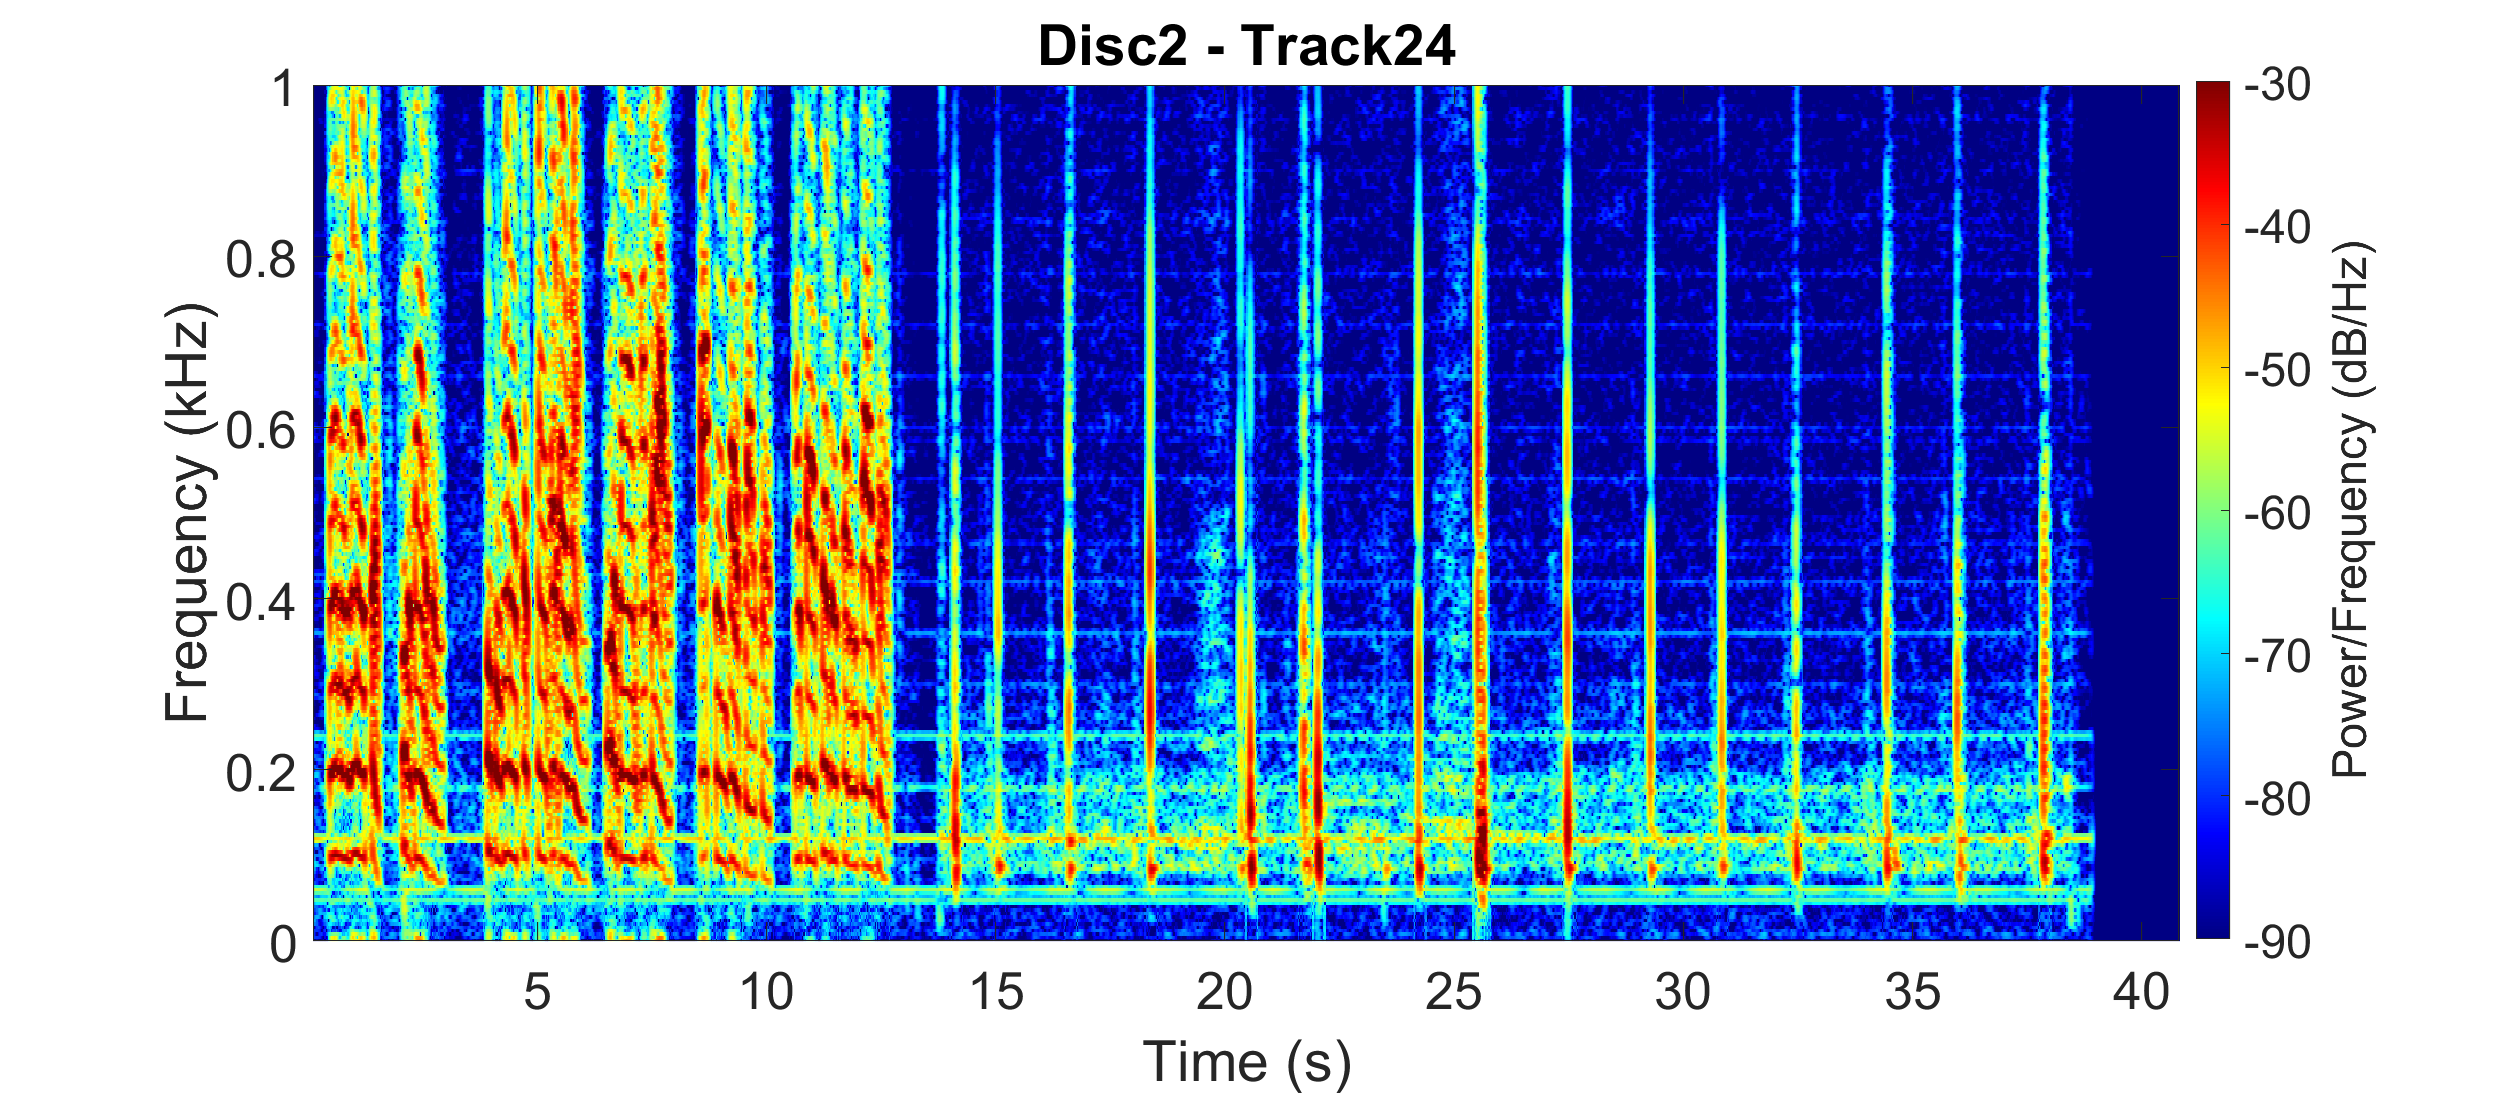 Disc2 - Track24
1
0.8
0.6
0.4
0.2
0
Frequency (kHz)
5 10 15 20 25 30 35 40
Time (s)
-30
-40
-50
-60
-70
-80
-90
Power/Frequency (dB/Hz)